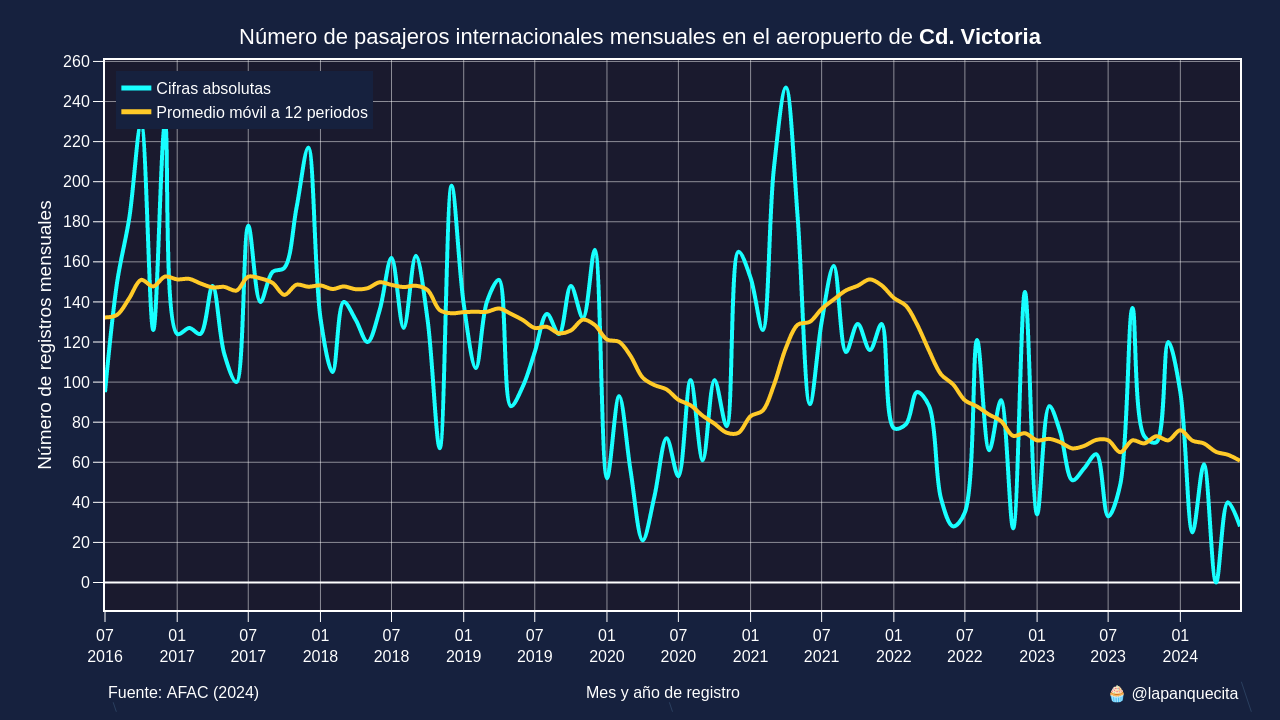 Número de pasajeros internacionales mensuales en el aeropuerto de Cd. Victoria
Cifras absolutas
Promedio móvil a 12 periodos
Número de registros mensuales
260
240
220
200
180
160
140
120
100
80
60
40
20
0
07 01 07 01 07 01 07 01 07 01 07 01 07 01 07 01
2016 2017 2017 2018 2018 2019 2019 2020 2020 2021 2021 2022 2022 2023 2023 2024
Fuente: AFAC (2024) Mes y año de registro 🧁 @lapanquecita